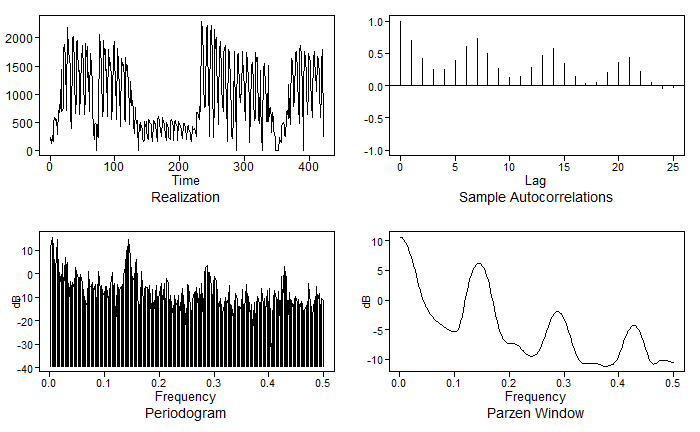 2000
1500
1000
500
0
0 100 200 300 400
Time
Realization
1.0
0.5
0.0
-0.5
-1.0
0 5 10 15 20 25
Lag
Sample Autocorrelations
dB
10
0
-10
-20
-30
-40
0.0 0.1 0.2 0.3 0.4 0.5
Frequency
Periodogram
dB
10
5
0
-5
-10
0.0 0.1 0.2 0.3 0.4 0.5
Frequency
Parzen Window